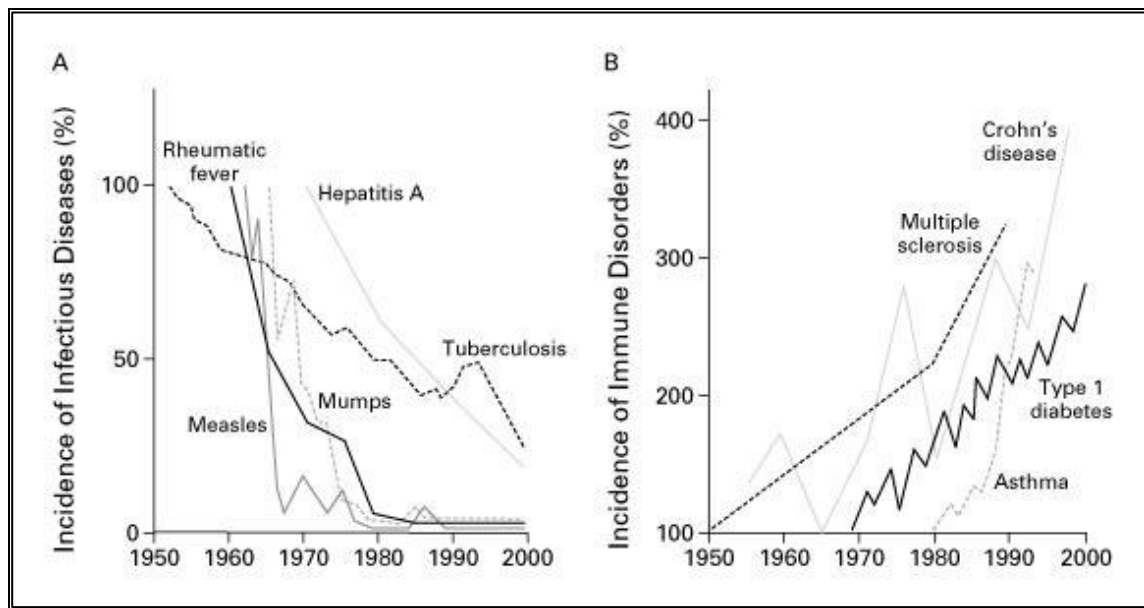 A
Incidence of Infectious Diseases (%)
100
50
0
Rheumatic
fever
Hepatitis A
Tuberculosis
Mumps
Measles
1950 1960 1970 1980 1990 2000
B
Incidence of Immune Disorders (%)
400
300
200
100
Crohn's
disease
Multiple
sclerosis
Type 1
diabetes
Asthma
1950 1960 1970 1980 1990 2000